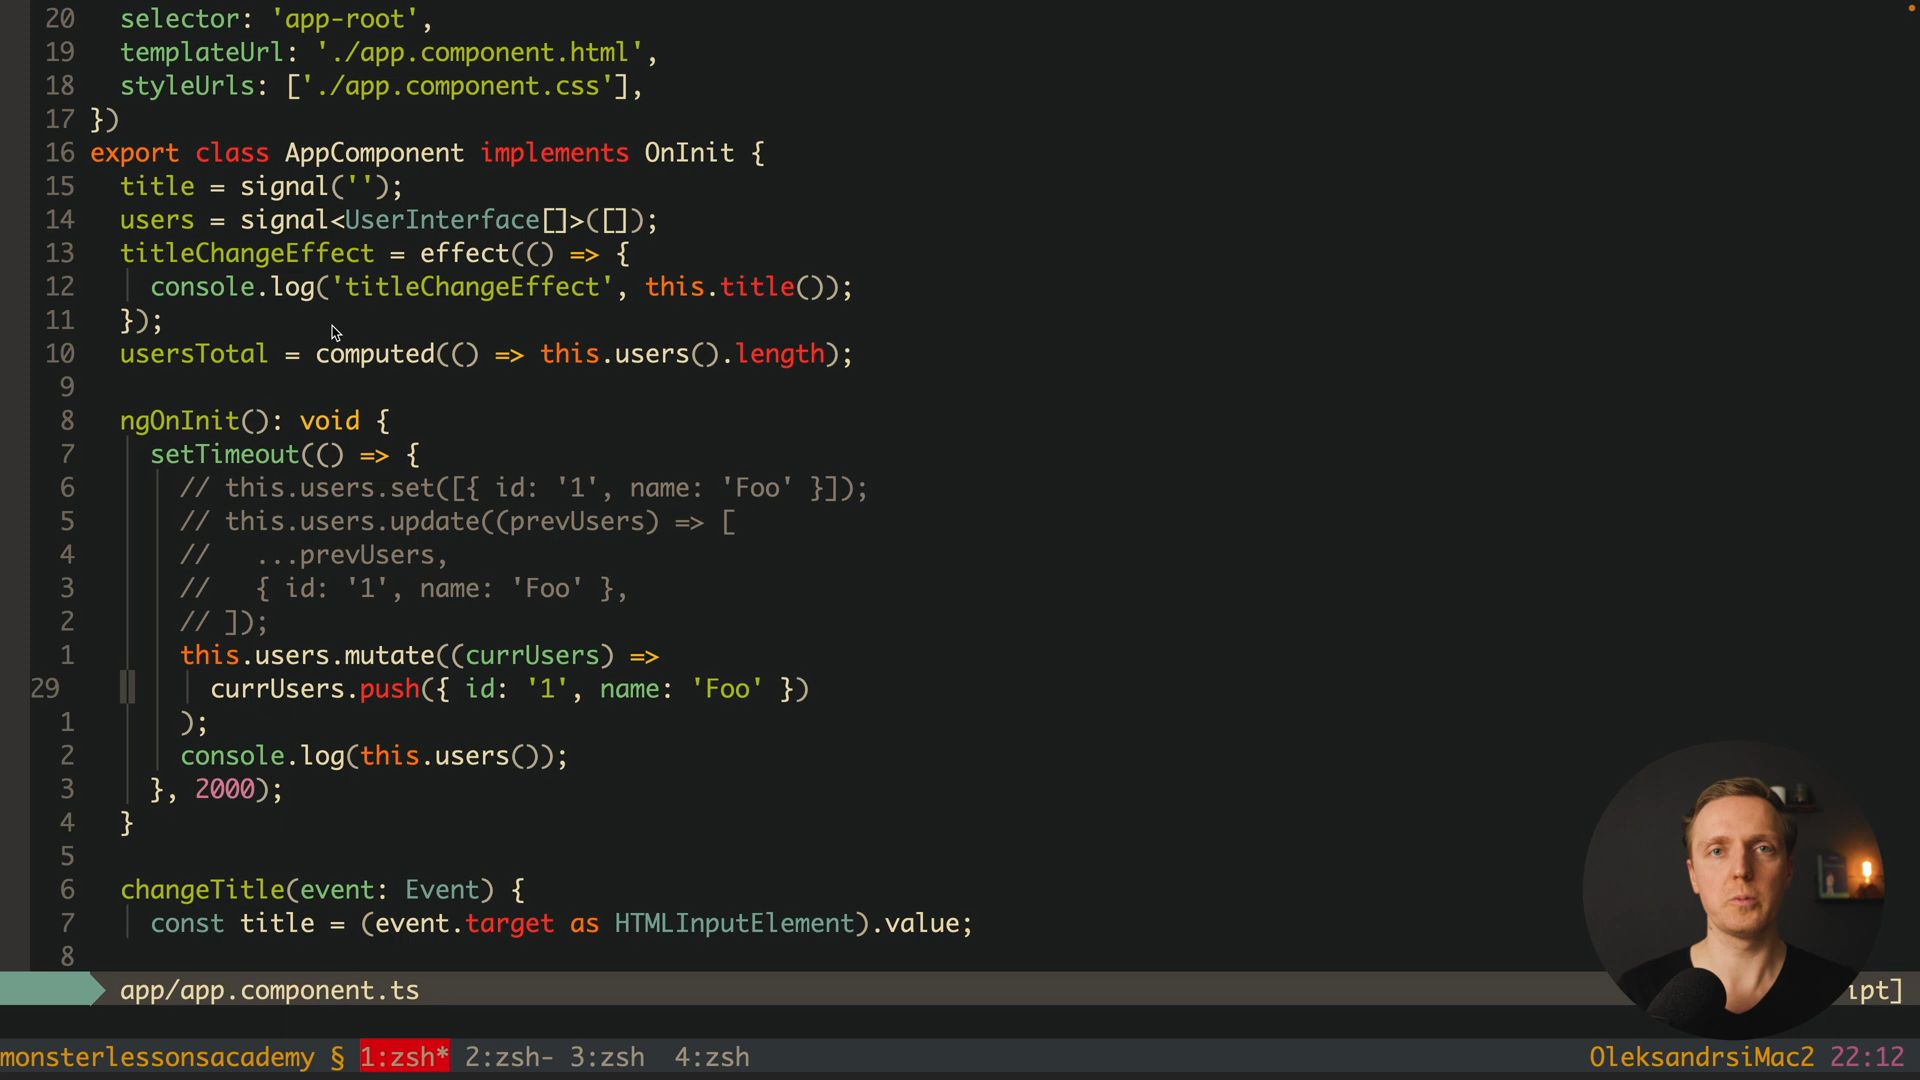 20 selector: 'app-root',
19 templateUrl: './app.component.html',
18 styleUrls: ['./app.component.css'],
17 })
16 export class AppComponent implements OnInit {
15 title = signal('');
14 users = signal<UserInterface[]>([]);
13 titleChangeEffect = effect(() => {
12 console.log('titleChangeEffect', this.title());
11 });
10 usersTotal = computed(() => this.users().length);
9
8 ngOnInit(): void {
7 setTimeout(() => {
6 // this.users.set([{ id: '1', name: 'Foo' }]);
5 // this.users.update((prevUsers) => [
4 //   ...prevUsers,
3 //   { id: '1', name: 'Foo' },
2 // ]);
1 this.users.mutate((currUsers) =>
29 currUsers.push({ id: '1', name: 'Foo' })
1 );
2 console.log(this.users());
3 }, 2000);
4 }
5
6 changeTitle(event: Event) {
7 const title = (event.target as HTMLInputElement).value;
8
app/app.component.ts ipt]
monsterlessonsacademy § 1:zsh* 2:zsh- 3:zsh 4:zsh OleksandrsiMac2 22:12